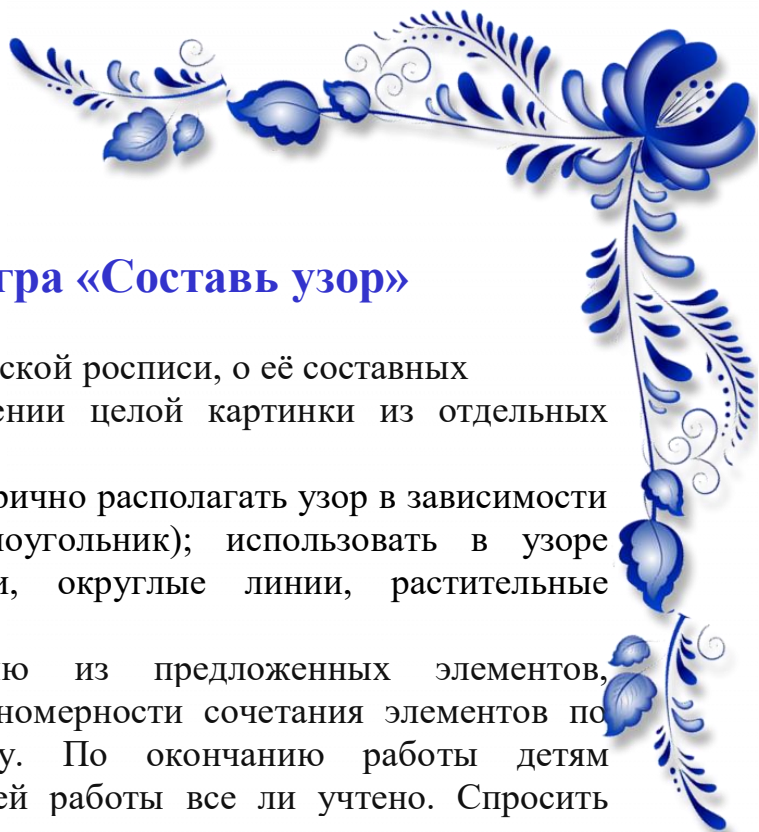 гра «Составь узор»
ской росписи, о её составных
ении целой картинки из отдельных
рично располагать узор в зависимости
ноугольник); использовать в узоре
и, округлые линии, растительные
ю из предложенных элементов,
номерности сочетания элементов по
у. По окончанию работы детям
ей работы все ли учтено. Спросить